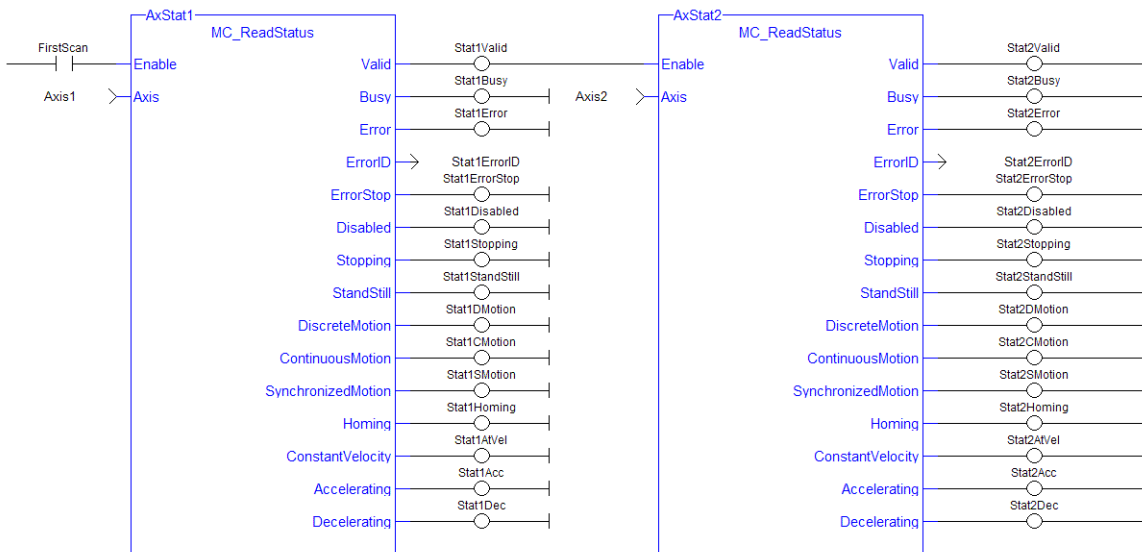 AxStat1
MC_ReadStatus
FirstScan
Enable
Valid
Stat1Valid
Axis1
Axis
Busy
Stat1Busy
Error
Stat1Error
ErrorID
Stat1ErrorID
ErrorStop
Stat1ErrorStop
Disabled
Stat1Disabled
Stopping
Stat1Stopping
StandStill
Stat1StandStill
DiscreteMotion
Stat1DMotion
ContinuousMotion
Stat1CMotion
SynchronizedMotion
Stat1SMotion
Homing
Stat1Homing
ConstantVelocity
Stat1AtVel
Accelerating
Stat1Acc
Decelerating
Stat1Dec
AxStat2
MC_ReadStatus
Enable
Valid
Stat2Valid
Axis2
Axis
Busy
Stat2Busy
Error
Stat2Error
ErrorID
Stat2ErrorID
ErrorStop
Stat2ErrorStop
Disabled
Stat2Disabled
Stopping
Stat2Stopping
StandStill
Stat2StandStill
DiscreteMotion
Stat2DMotion
ContinuousMotion
Stat2CMotion
SynchronizedMotion
Stat2SMotion
Homing
Stat2Homing
ConstantVelocity
Stat2AtVel
Accelerating
Stat2Acc
Decelerating
Stat2Dec